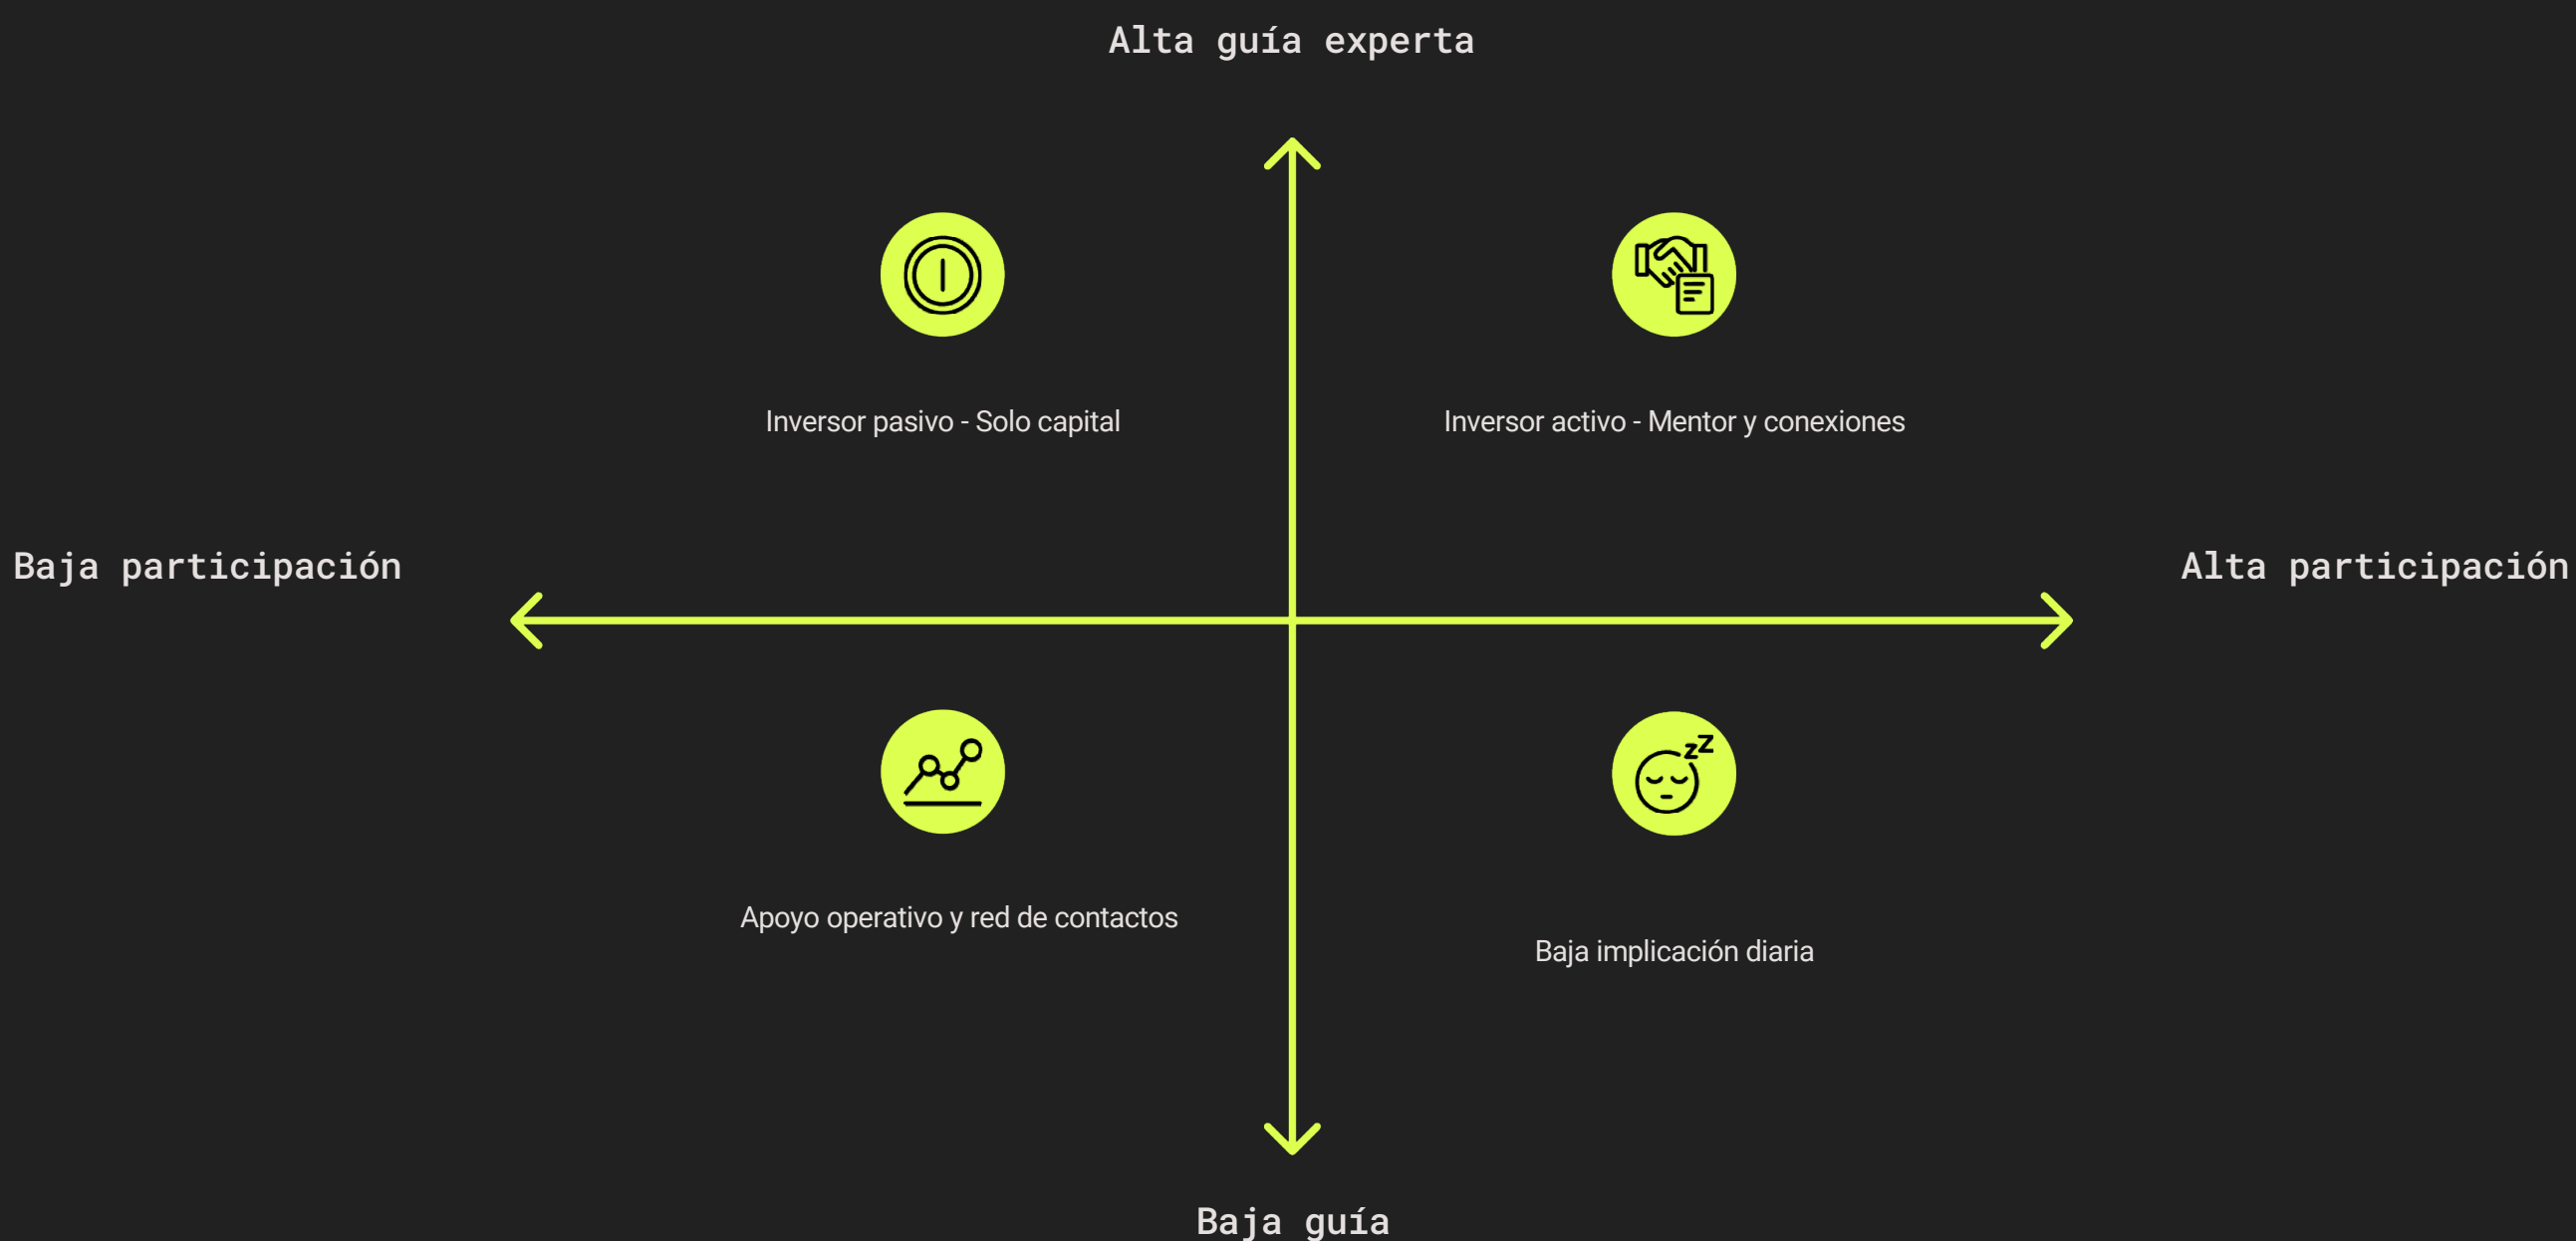 Alta guía experta
Inversor pasivo - Solo capital
Inversor activo - Mentor y conexiones
Baja participación
Alta participación
Apoyo operativo y red de contactos
Baja implicación diaria
Baja guía